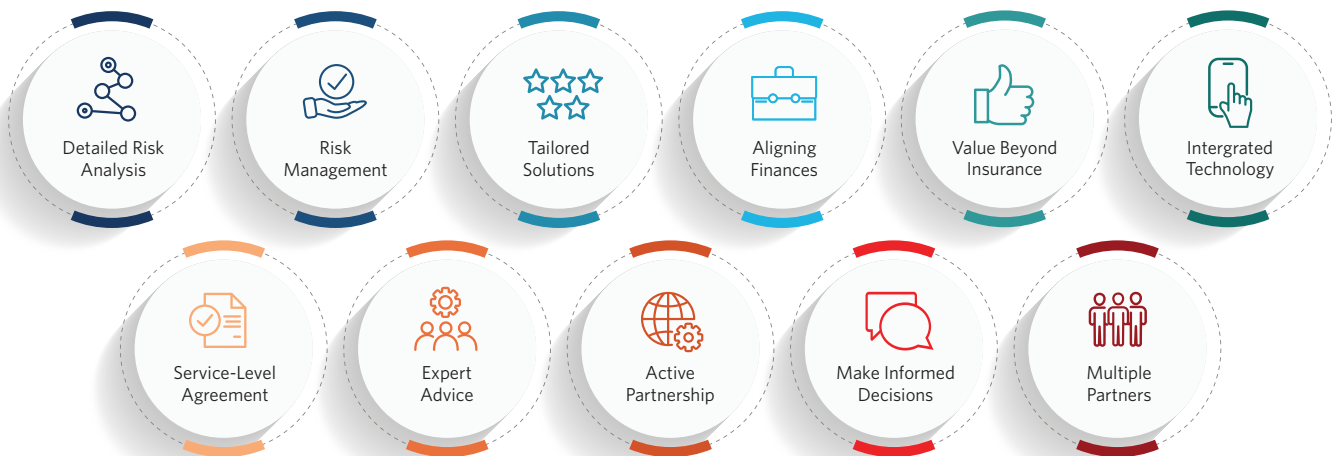 Detailed Risk
Analysis
Risk
Management
Tailored
Solutions
Aligning
Finances
Value Beyond
Insurance
Intergrated
Technology
Service-Level
Agreement
Expert
Advice
Active
Partnership
Make Informed
Decisions
Multiple
Partners